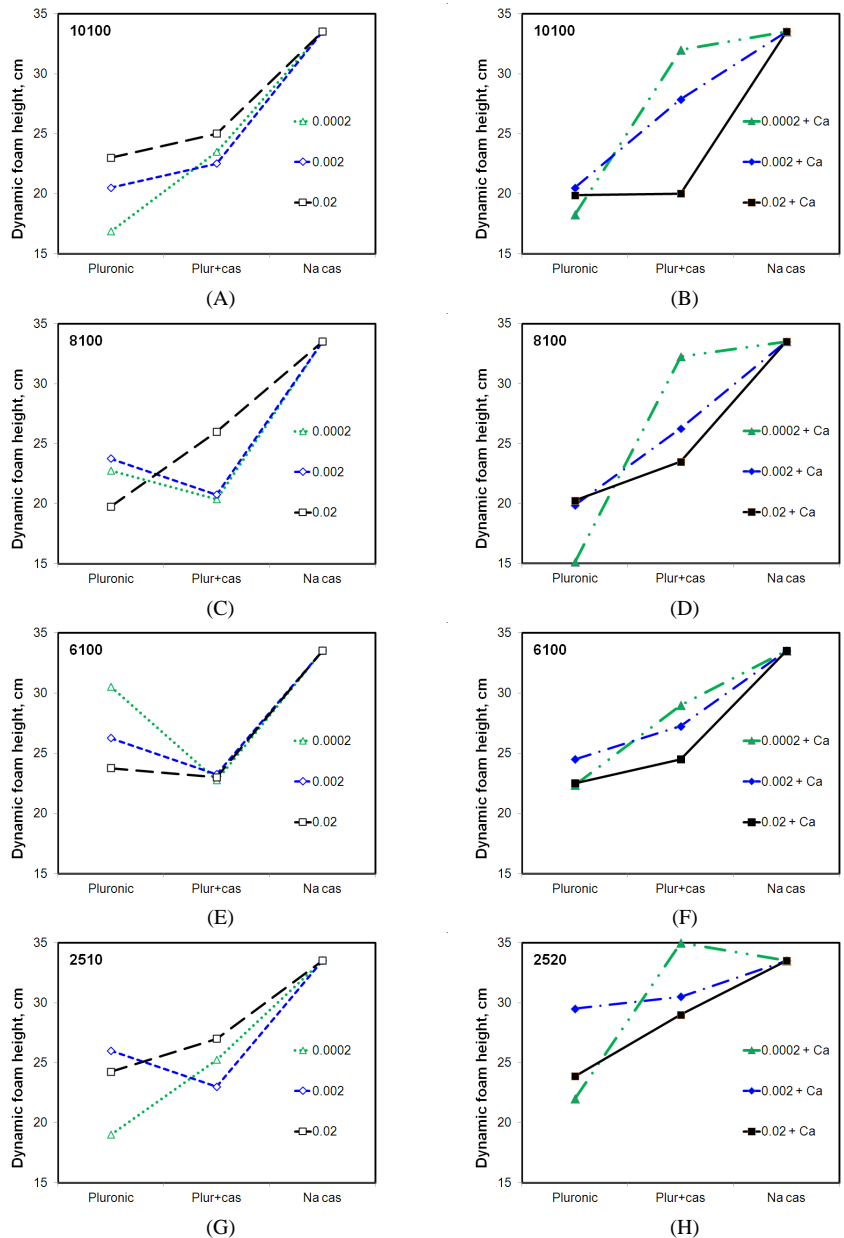 Dynamic foam height, cm
35
33
25
20
15
10100
0.0002
0.002
0.02
Pluronic Plur+cas Na cas
(A)
Dynamic foam height, cm
35
33
25
20
15
10100
0.0002 + Ca
0.002 + Ca
0.02 + Ca
Pluronic Plur+cas Na cas
(B)
Dynamic foam height, cm
35
33
25
20
15
8100
0.0002
0.002
0.02
Pluronic Plur+cas Na cas
(C)
Dynamic foam height, cm
35
33
25
20
15
8100
0.0002 + Ca
0.002 + Ca
0.02 + Ca
Pluronic Plur+cas Na cas
(D)
Dynamic foam height, cm
35
33
25
20
15
6100
0.0002
0.002
0.02
Pluronic Plur+cas Na cas
(E)
Dynamic foam height, cm
35
33
25
20
15
6100
0.0002 + Ca
0.002 + Ca
0.02 + Ca
Pluronic Plur+cas Na cas
(F)
Dynamic foam height, cm
35
33
25
20
15
2510
0.0002
0.002
0.02
Pluronic Plur+cas Na cas
(G)
Dynamic foam height, cm
35
33
25
20
15
2520
0.0002 + Ca
0.002 + Ca
0.02 + Ca
Pluronic Plur+cas Na cas
(H)